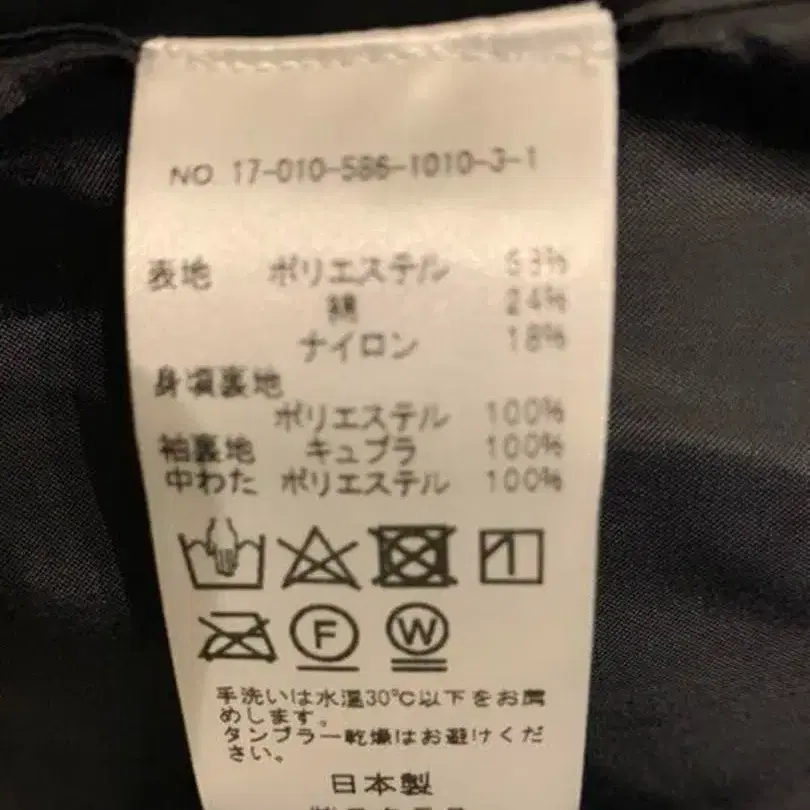 NO. 17-010-586-1010-3-1
表地 ポリエステル
綿 24%
ナイロン 18%
身頃裏地
ポリエステル 100%
袖裏地 キュプラ 100%
中わた ポリエステル 100%
F W
手洗いは水温30℃以下をお薦
めします。
タンブラー乾燥はお避けくだ
さい。
日本製